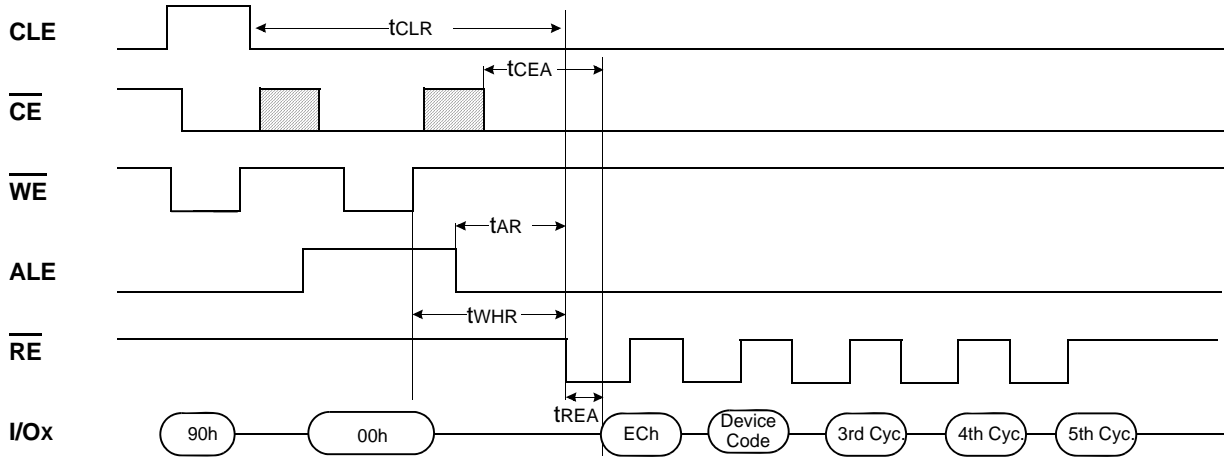 CLE
tCLR
tCEA
CE
WE
tAR
ALE
tWHR
RE
tREA
I/Ox
90h
00h
ECh
Device
Code
3rd Cyc.
4th Cyc.
5th Cyc.